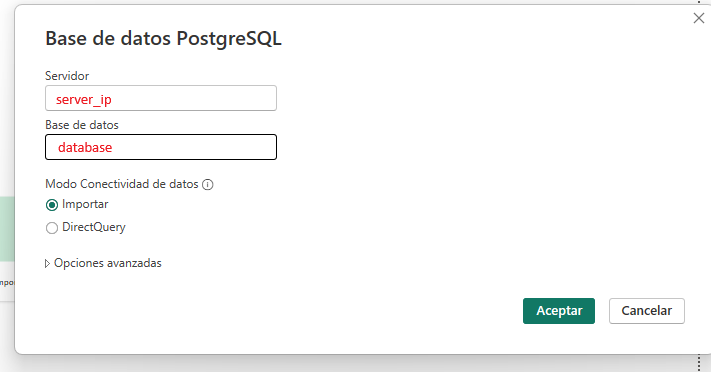 Base de datos PostgreSQL
Servidor
server_ip
Base de datos
database
Modo Conectividad de datos
Importar
DirectQuery
Opciones avanzadas
Aceptar
Cancelar